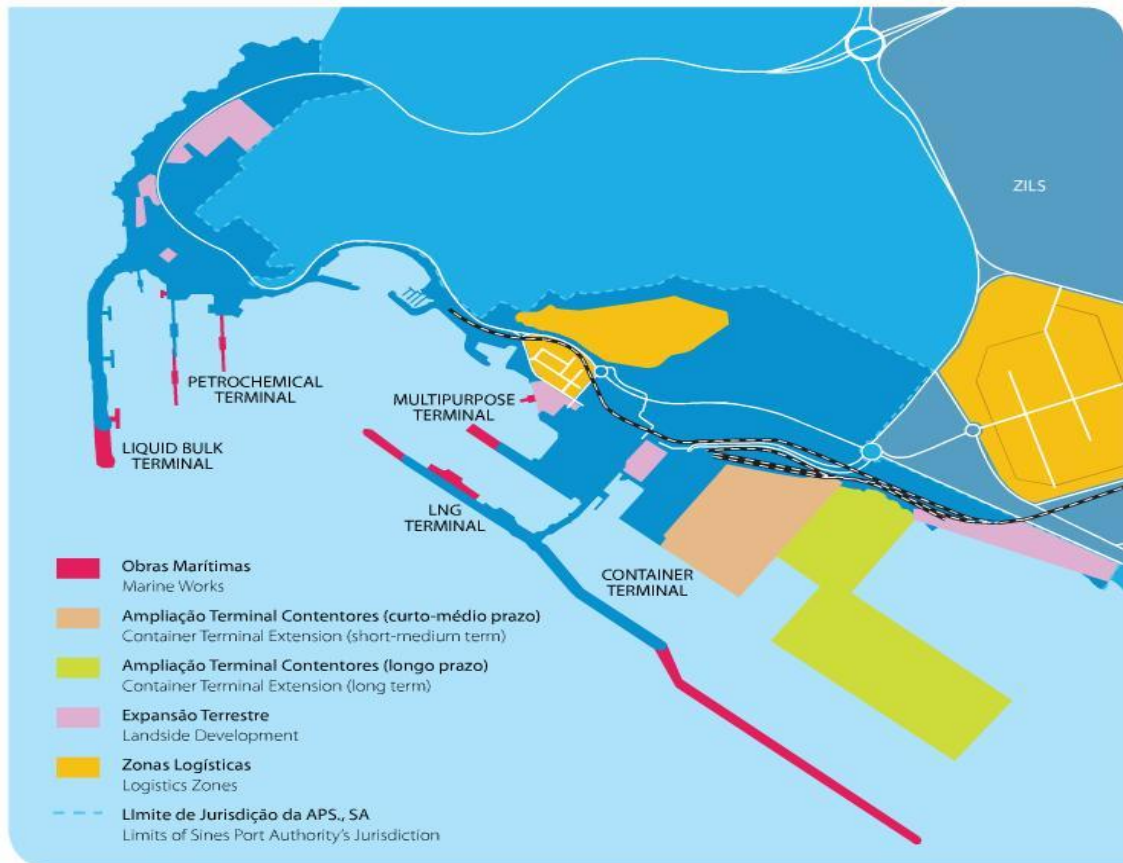 ZILS
PETROCHEMICAL
TERMINAL
MULTIPURPOSE
TERMINAL
LIQUID BULK
TERMINAL
LNG
TERMINAL
CONTAINER
TERMINAL
Obras Marítimas
Marine Works
Ampliação Terminal Contentores (curto-médio prazo)
Container Terminal Extension (short-medium term)
Ampliação Terminal Contentores (longo prazo)
Container Terminal Extension (long term)
Expansão Terrestre
Landside Development
Zonas Logísticas
Logistics Zones
LImite de Jurisdição da APS., SA
Limits of Sines Port Authority's Jurisdiction